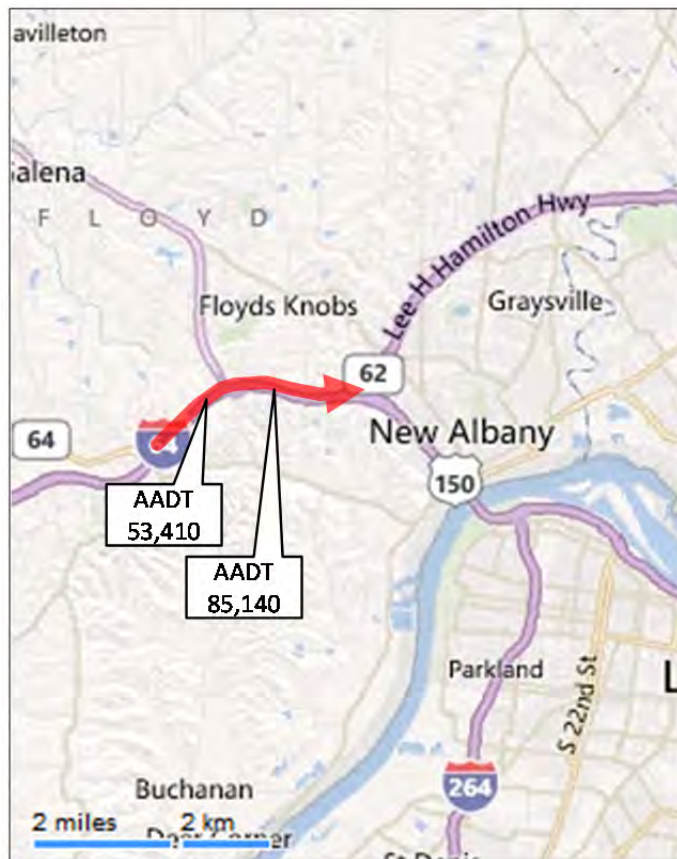 avilleton
Galena
F L O Y D
Lee H Hamilton Hwy
Floyds Knobs
Graysville
62
64
New Albany
150
AADT
53,410
AADT
85,140
Parkland
S 22nd St
L
Buchanan
264
2 miles 2 km
Corner